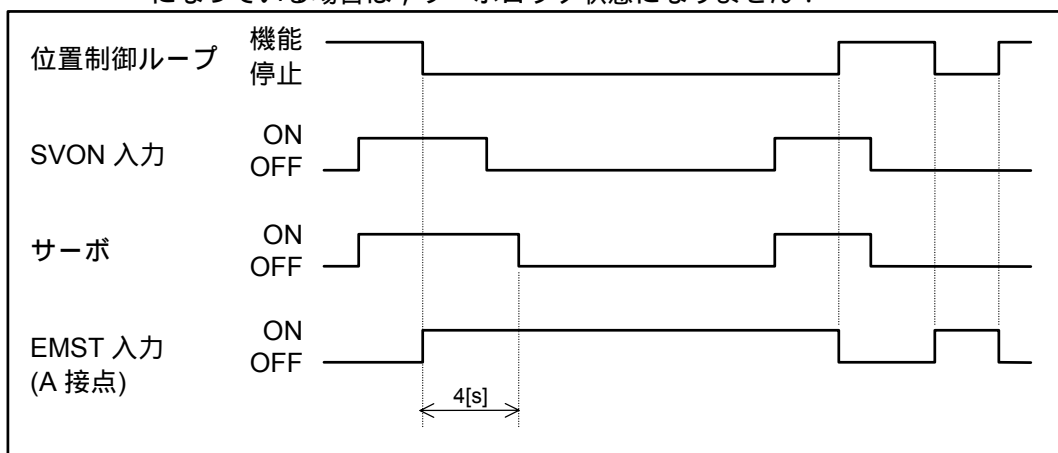 位置制御ループ 機能
停止
SVON 入力 ON
OFF
サーボ ON
OFF
EMST 入力 ON
OFF
(A 接点)
4[s]